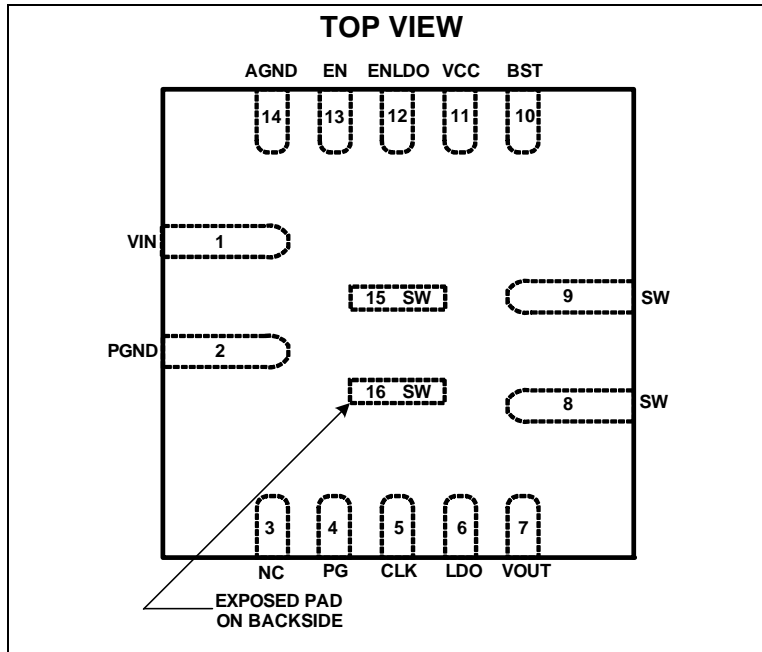 TOP VIEW
AGND EN ENLDO VCC BST
14 13 12 11 10
VIN 1
15 SW 9 SW
PGND 2
16 SW 8 SW
3 4 5 6 7
NC PG CLK LDO VOUT
EXPOSED PAD
ON BACKSIDE